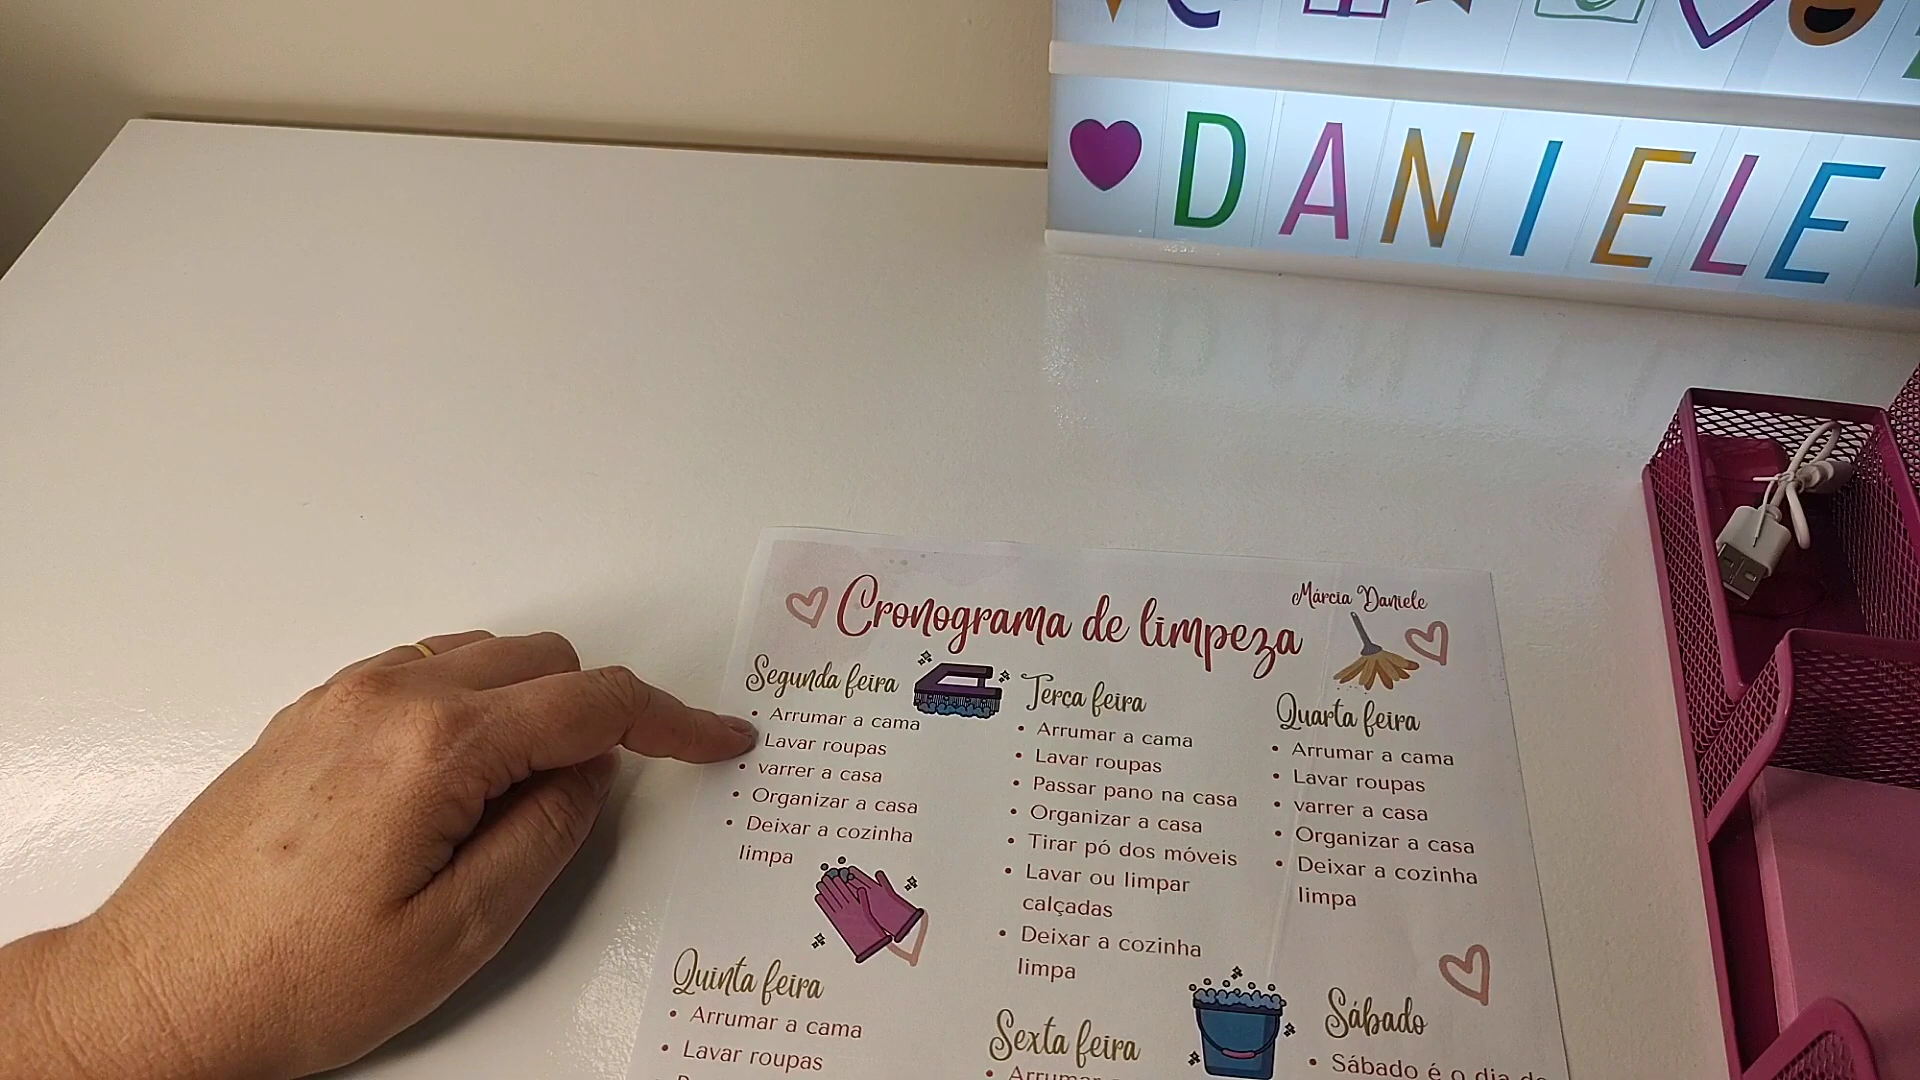 DANIELE
Márcia Daniele
Cronograma de limpeza
Segunda feira
• Arrumar a cama
Lavar roupas
• varrer a casa
• Organizar a casa
• Deixar a cozinha
limpa
Terça feira
• Arrumar a cama
• Lavar roupas
• Passar pano na casa
• Organizar a casa
• Tirar pó dos móveis
• Lavar ou limpar
calçadas
• Deixar a cozinha
limpa
Quarta feira
• Arrumar a cama
• Lavar roupas
• varrer a casa
• Organizar a casa
• Deixar a cozinha
limpa
Quinta feira
• Arrumar a cama
• Lavar roupas
Sexta feira
Sábado
• Sábado é o dia